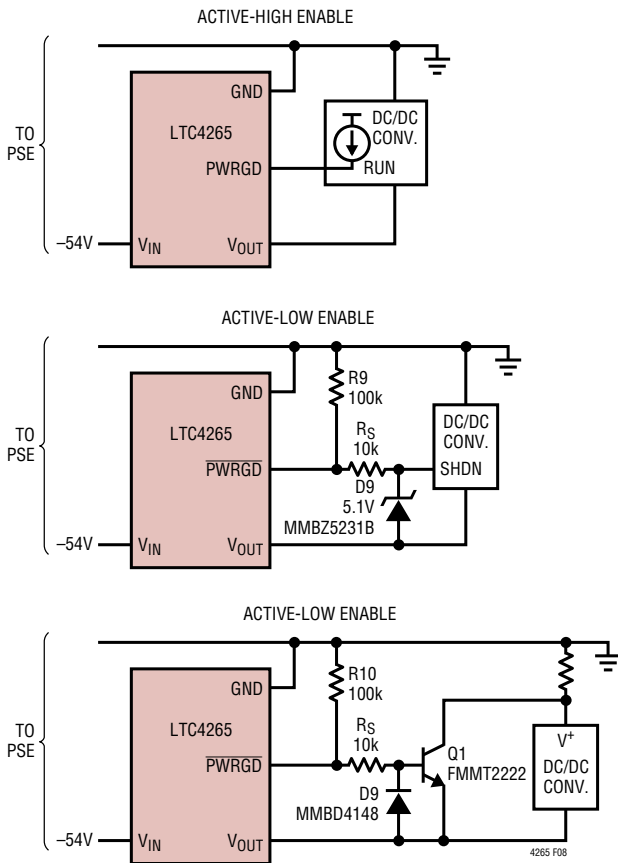 ACTIVE-HIGH ENABLE
GND
LTC4265
DC/DC
CONV.
TO
PSE
PWRGD
RUN
–54V
VIN
VOUT
ACTIVE-LOW ENABLE
GND
R9
100k
LTC4265
RS
10k
DC/DC
CONV.
TO
PSE
PWRGD
SHDN
D9
5.1V
MMBZ5231B
–54V
VIN
VOUT
ACTIVE-LOW ENABLE
GND
R10
100k
LTC4265
RS
10k
V+
DC/DC
CONV.
TO
PSE
PWRGD
Q1
FMMT2222
D9
MMBD4148
–54V
VIN
VOUT
4265 F08